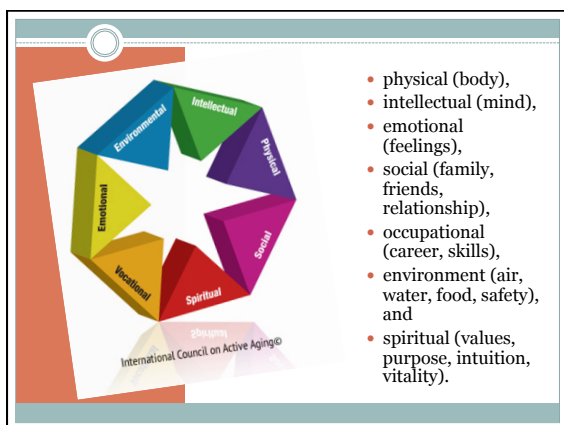 Intellectual
Environmental
Physical
Emotional
Social
Vocational
Spiritual
Spiritual
International Council on Active Aging©
• physical (body),
• intellectual (mind),
• emotional
(feelings),
• social (family,
friends,
relationship),
• occupational
(career, skills),
• environment (air,
water, food, safety),
and
• spiritual (values,
purpose, intuition,
vitality).